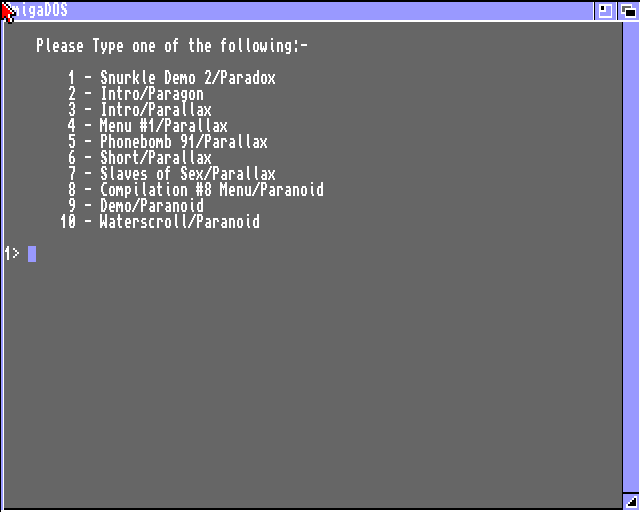 migaDOS
Please Type one of the following:-
1 - Snurkle Demo 2/Paradox
2 - Intro/Paragon
3 - Intro/Parallax
4 - Menu #1/Parallax
5 - Phonebomb 91/Parallax
6 - Short/Parallax
7 - Slaves of Sex/Parallax
8 - Compilation #8 Menu/Paranoid
9 - Demo/Paranoid
10 - Waterscroll/Paranoid
1>